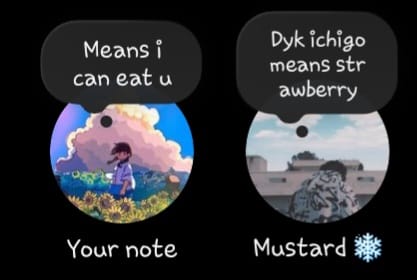 Means i
can eat u
Your note
Dyk ichigo
means str
awberry
Mustard ❄️